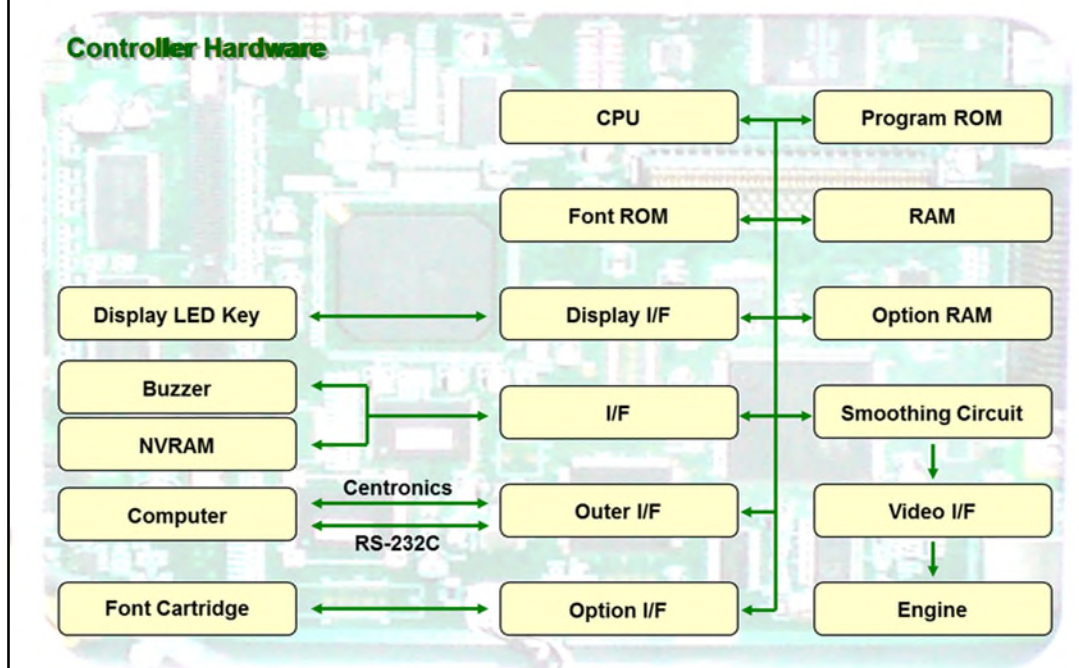 Controller Hardware
CPU
Program ROM
Font ROM
RAM
Display LED Key
Display I/F
Option RAM
Buzzer
I/F
Smoothing Circuit
NVRAM
Centronics
Computer
Outer I/F
Video I/F
RS-232C
Font Cartridge
Option I/F
Engine